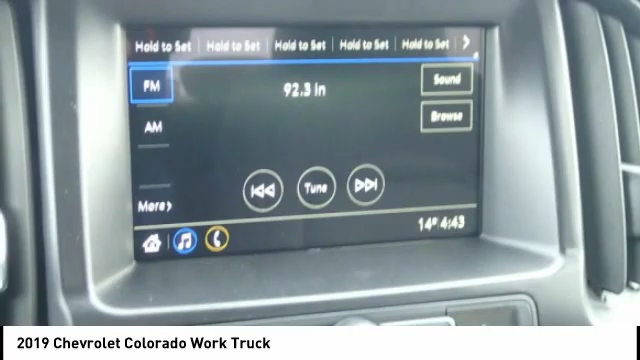 Hold to Set Hold to Set Hold to Set Hold to Set Hold to Set >
FM 92.3 in Sound
AM Browse
More> Tune
14° 4:43
2019 Chevrolet Colorado Work Truck